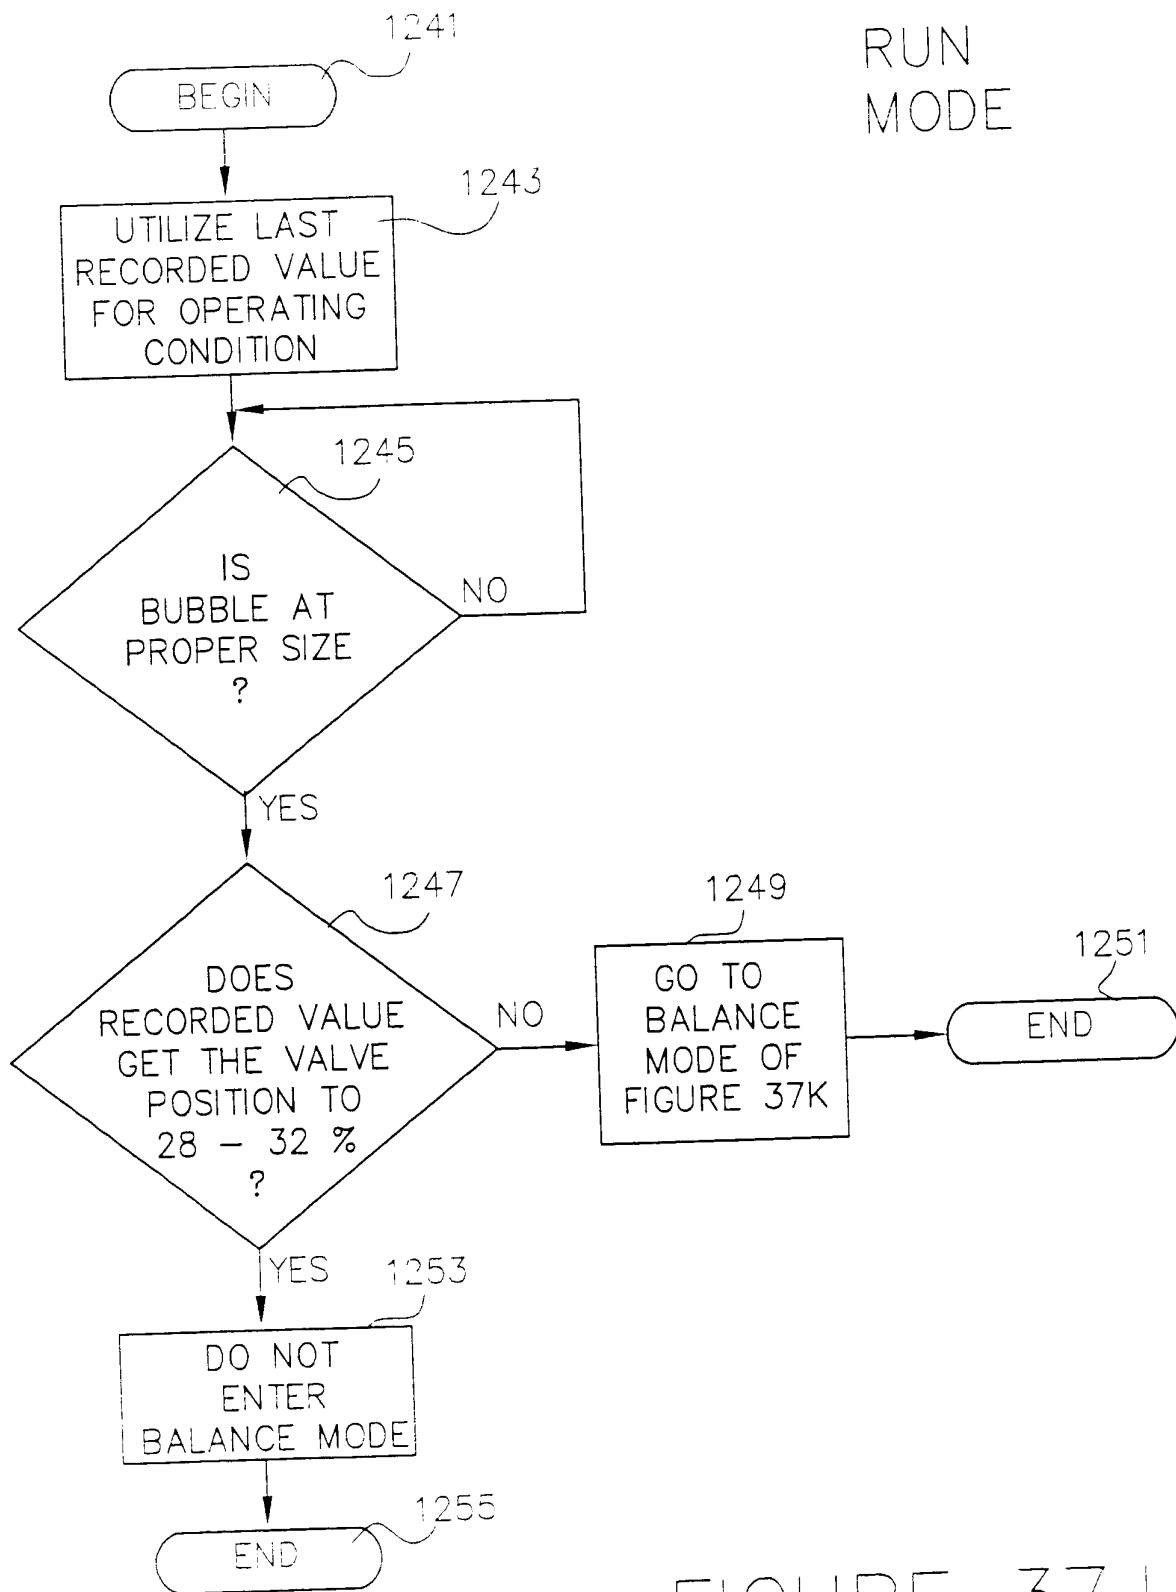 1241
RUN
MODE
BEGIN
1243
UTILIZE LAST
RECORDED VALUE
FOR OPERATING
CONDITION
1245
IS
BUBBLE AT
PROPER SIZE
?
NO
YES
1247
DOES
RECORDED VALUE
GET THE VALVE
POSITION TO
28 – 32 %
?
NO
1249
GO TO
BALANCE
MODE OF
FIGURE 37K
1251
END
YES
1253
DO NOT
ENTER
BALANCE MODE
1255
END
FIGURE